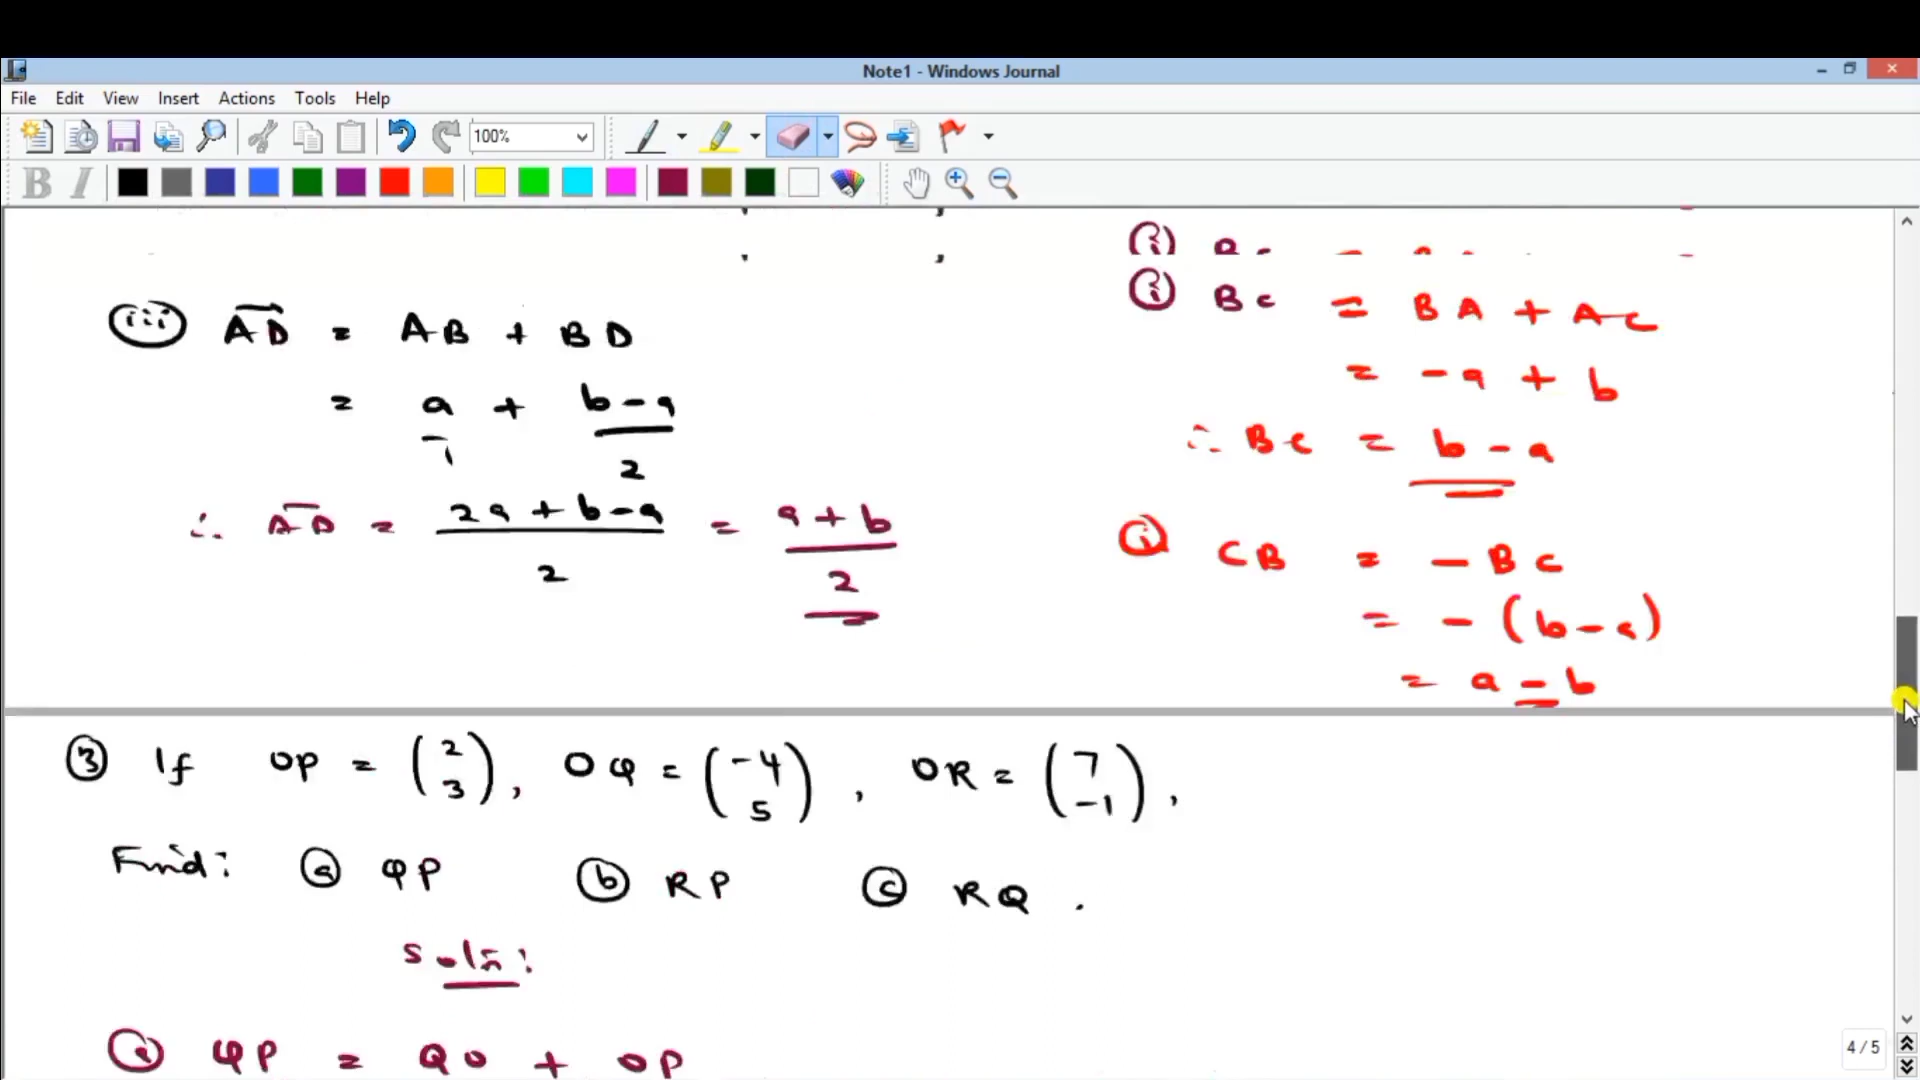 Note1 - Windows Journal
File Edit View Insert Actions Tools Help
100%
B I
(iii) AD = AB + BD
= a + b-a
1 2
∴ AD = 2a+b-a = a+b
2 2
(i) BC = BA + AC
= -a + b
∴ BC = b-a
CB = -BC
= -(b-a)
= a-b
③ If OP = (2 3), OQ = (-4 5), OR = (7 -1),
Find: ⓐ QP ⓑ RP ⓒ RQ.
Soln:
ⓐ QP = QO + OP
4 / 5